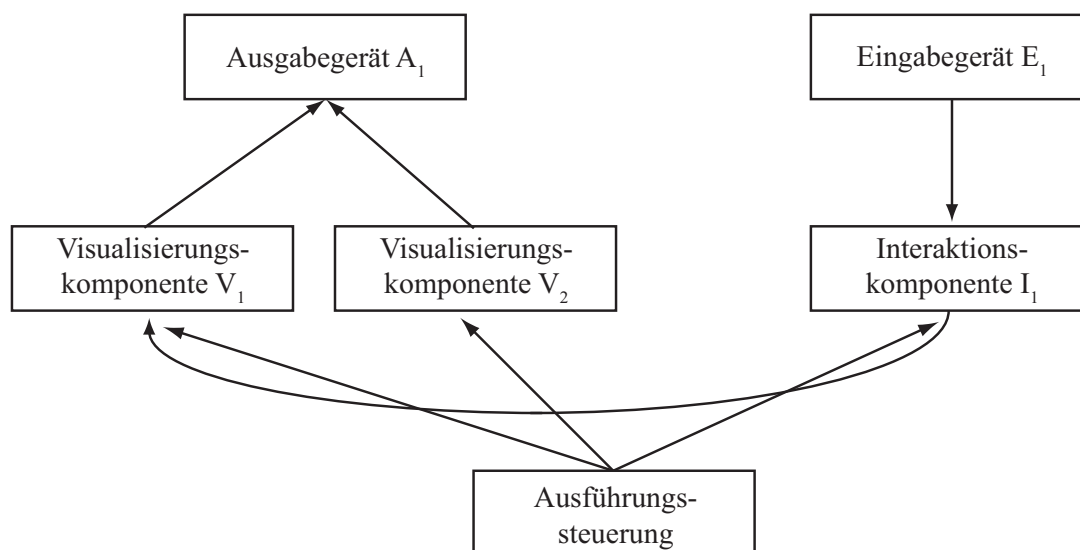 Ausgabegerät A₁
Eingabegerät E₁
Visualisierungs-
komponente V₁
Visualisierungs-
komponente V₂
Interaktions-
komponente I₁
Ausführungs-
steuerung